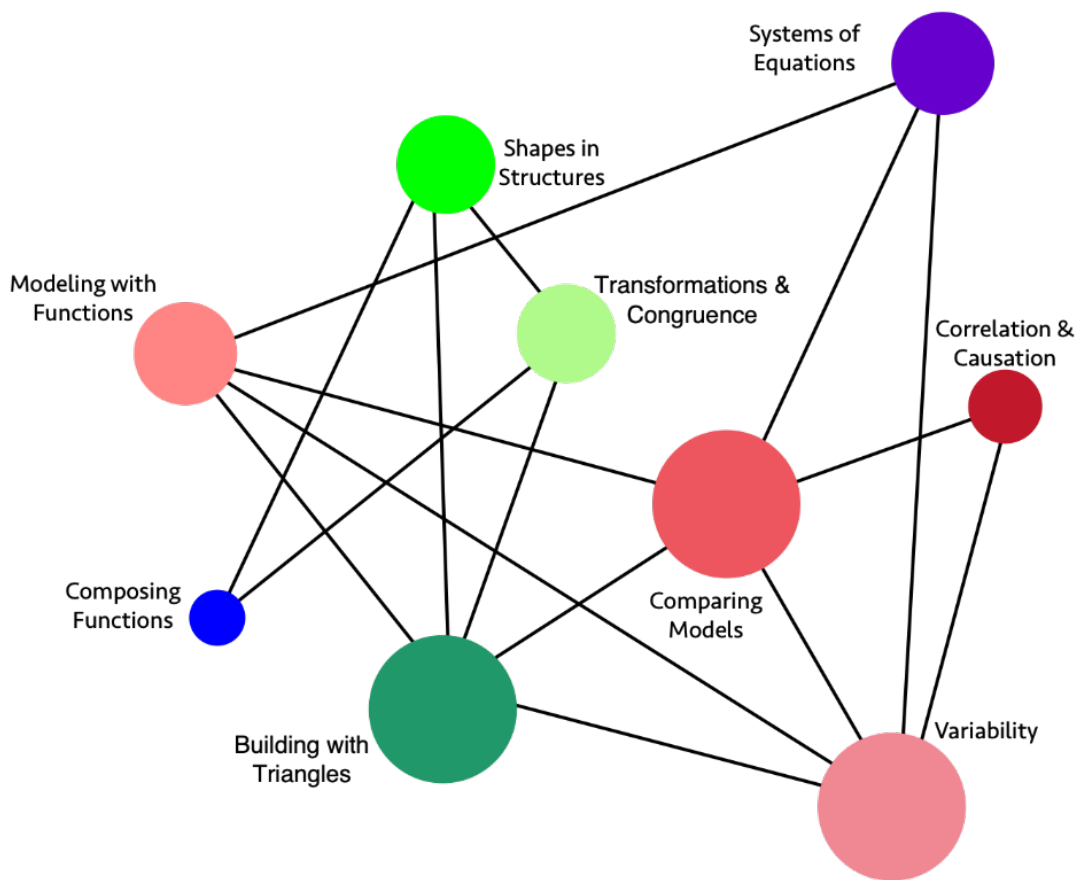 Systems of
Equations
Shapes in
Structures
Modeling with
Functions
Transformations &
Congruence
Correlation &
Causation
Composing
Functions
Comparing
Models
Building with
Triangles
Variability